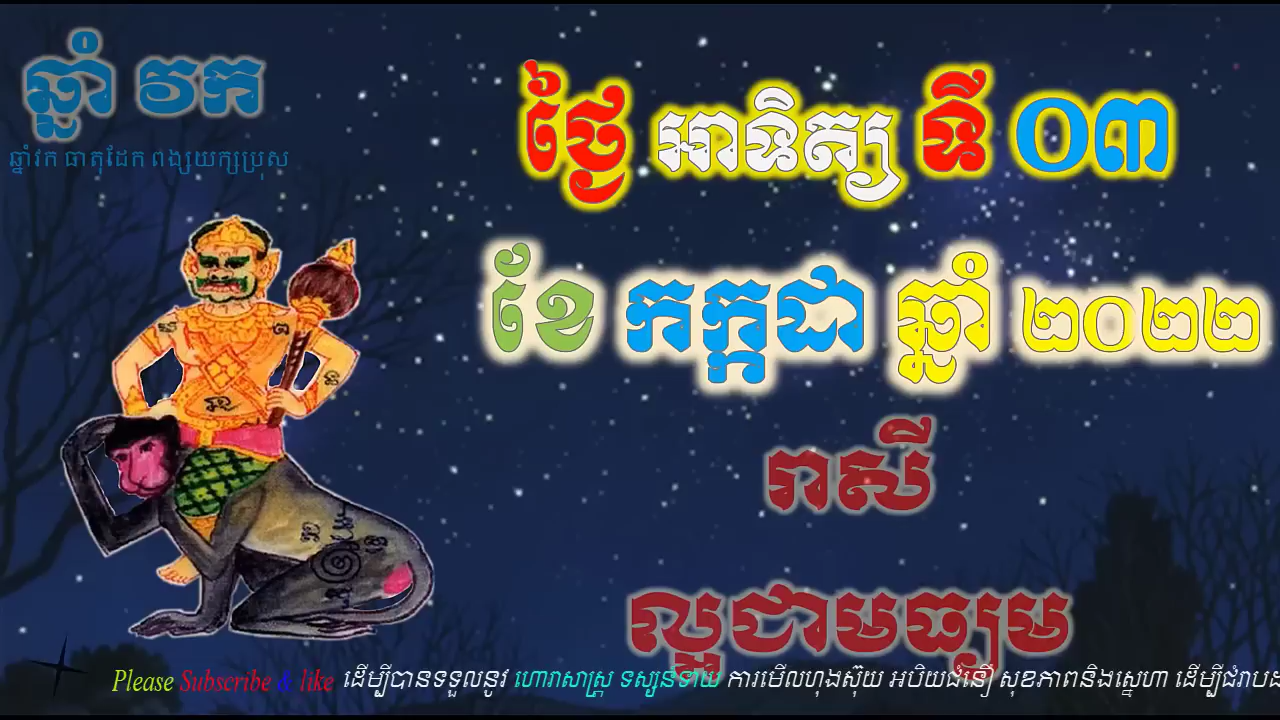 ឆ្នាំ វក
ឆ្នាំវក ធាតុដែក ពង្សយក្សប្រុស
ថ្ងៃ អាទិត្យ ទី ០៣
ខែ កក្កដា ឆ្នាំ ២០២២
រាសី
ល្អជាមធ្យម
Please Subscribe & like ដើម្បីបានទទួលនូវ ហោរាសាស្ត្រ ទស្សន៍ទាយ ការមើលហុងស៊ុយ អបិយជំនឿ សុខភាពនិងស្នេហា ដើម្បីជំរាបជ